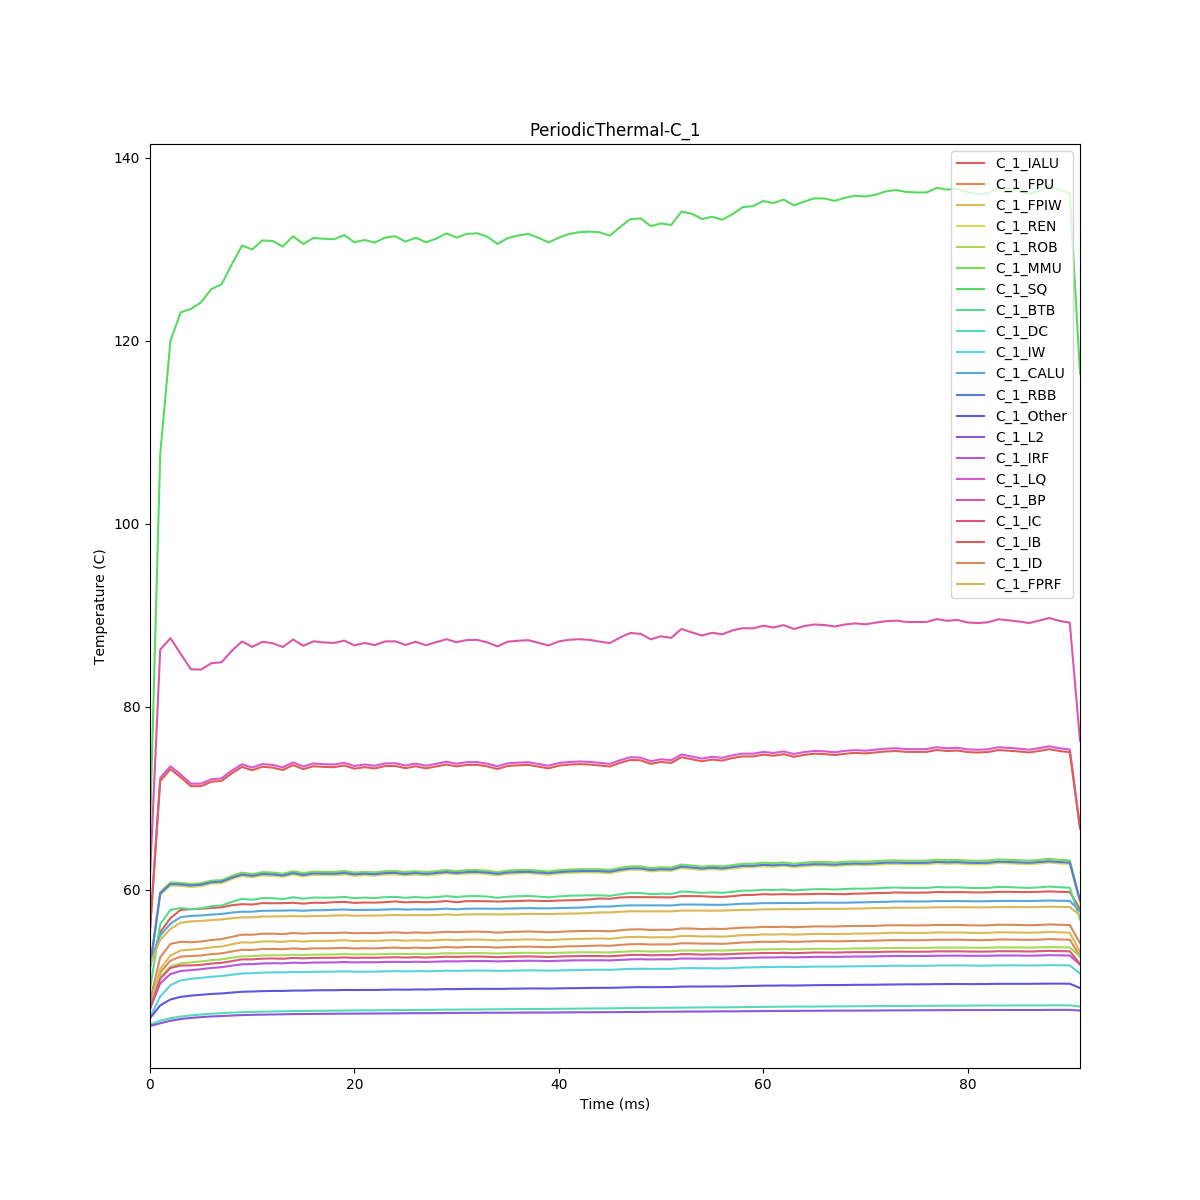 PeriodicThermal-C_1
140
120
100
80
60
Temperature (C)
0 20 40 60 80
Time (ms)
C_1_IALU
C_1_FPU
C_1_FPIW
C_1_REN
C_1_ROB
C_1_MMU
C_1_SQ
C_1_BTB
C_1_DC
C_1_IW
C_1_CALU
C_1_RBB
C_1_Other
C_1_L2
C_1_IRF
C_1_LQ
C_1_BP
C_1_IC
C_1_IB
C_1_ID
C_1_FPRF